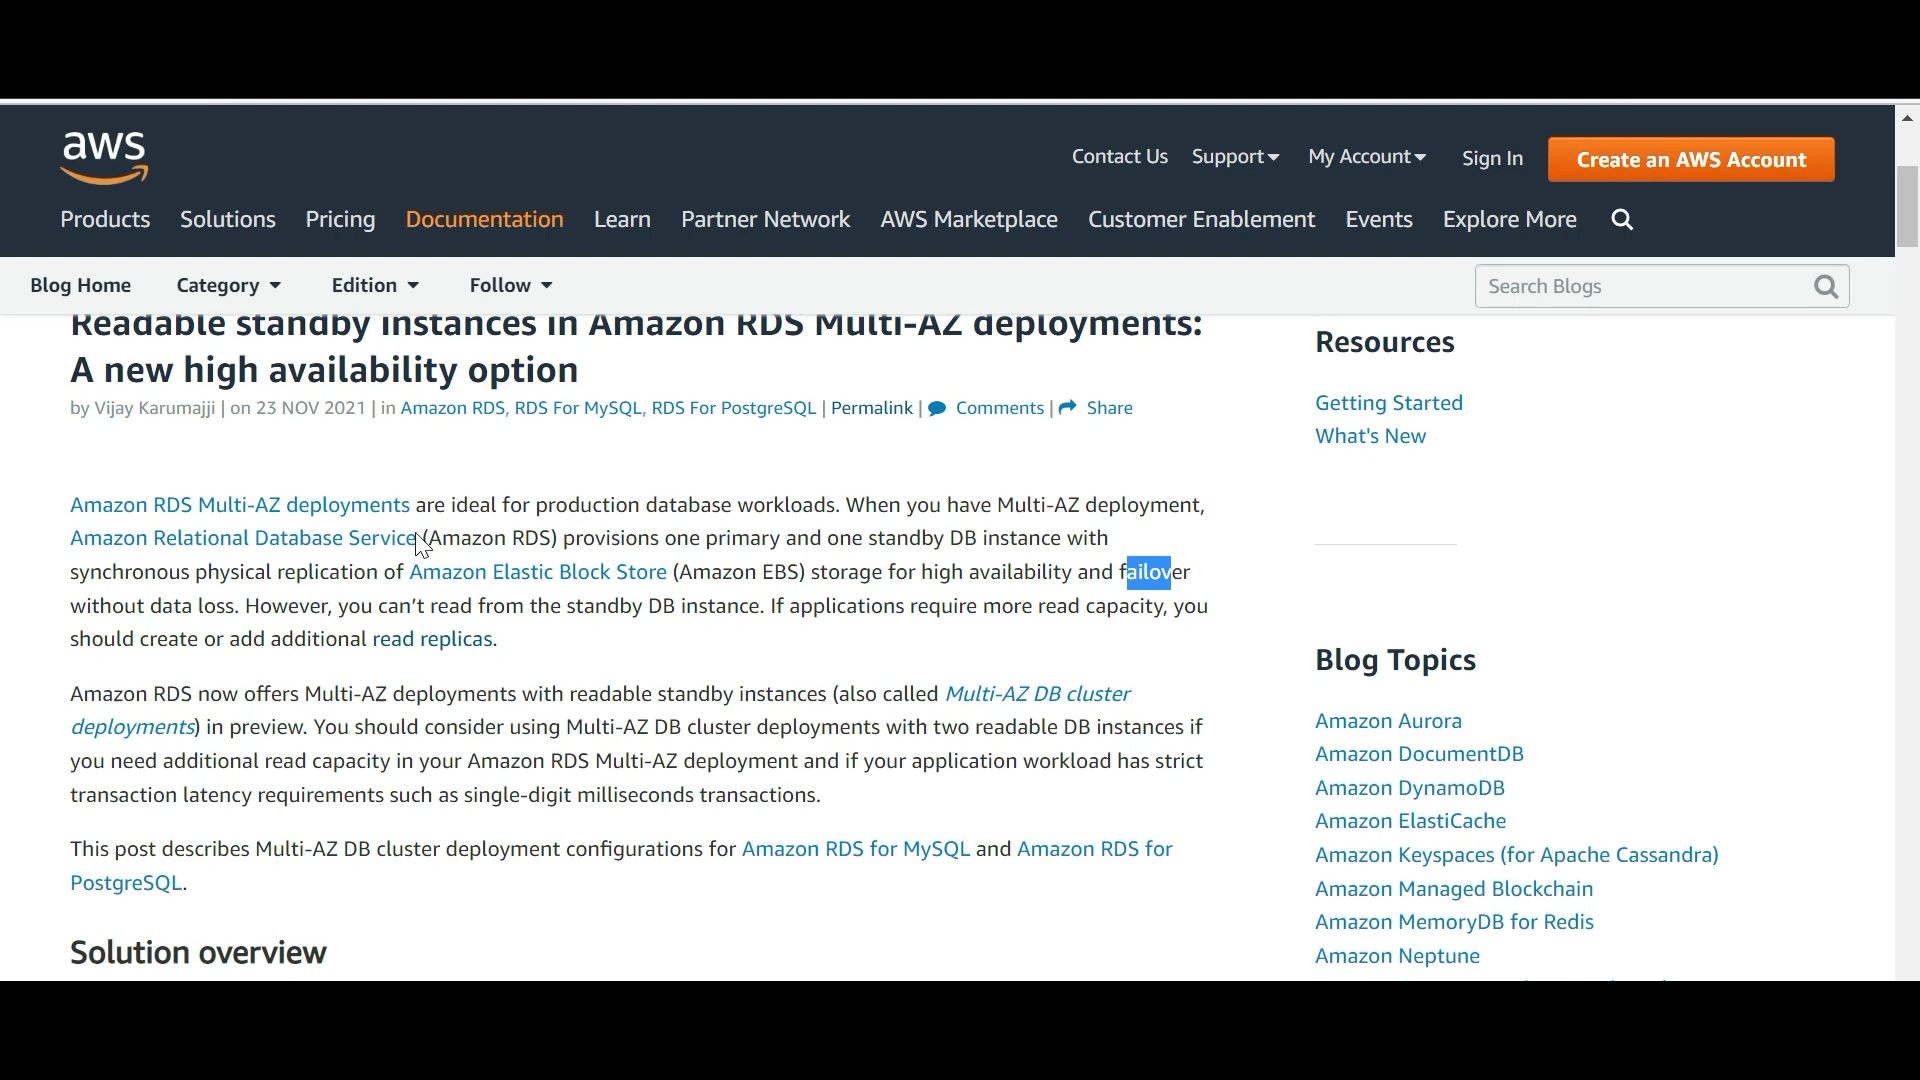 aws
Contact Us Support My Account Sign In Create an AWS Account
Products Solutions Pricing Documentation Learn Partner Network AWS Marketplace Customer Enablement Events Explore More
Blog Home Category Edition Follow Search Blogs
Readable standby instances in Amazon RDS Multi-AZ deployments:
A new high availability option
by Vijay Karumajji | on 23 NOV 2021 | in Amazon RDS, RDS For MySQL, RDS For PostgreSQL | Permalink | Comments | Share
Amazon RDS Multi-AZ deployments are ideal for production database workloads. When you have Multi-AZ deployment,
Amazon Relational Database Service (Amazon RDS) provisions one primary and one standby DB instance with
synchronous physical replication of Amazon Elastic Block Store (Amazon EBS) storage for high availability and failover
without data loss. However, you can’t read from the standby DB instance. If applications require more read capacity, you
should create or add additional read replicas.
Amazon RDS now offers Multi-AZ deployments with readable standby instances (also called Multi-AZ DB cluster
deployments) in preview. You should consider using Multi-AZ DB cluster deployments with two readable DB instances if
you need additional read capacity in your Amazon RDS Multi-AZ deployment and if your application workload has strict
transaction latency requirements such as single-digit milliseconds transactions.
This post describes Multi-AZ DB cluster deployment configurations for Amazon RDS for MySQL and Amazon RDS for
PostgreSQL.
Solution overview
Resources
Getting Started
What's New
Blog Topics
Amazon Aurora
Amazon DocumentDB
Amazon DynamoDB
Amazon ElastiCache
Amazon Keyspaces (for Apache Cassandra)
Amazon Managed Blockchain
Amazon MemoryDB for Redis
Amazon Neptune